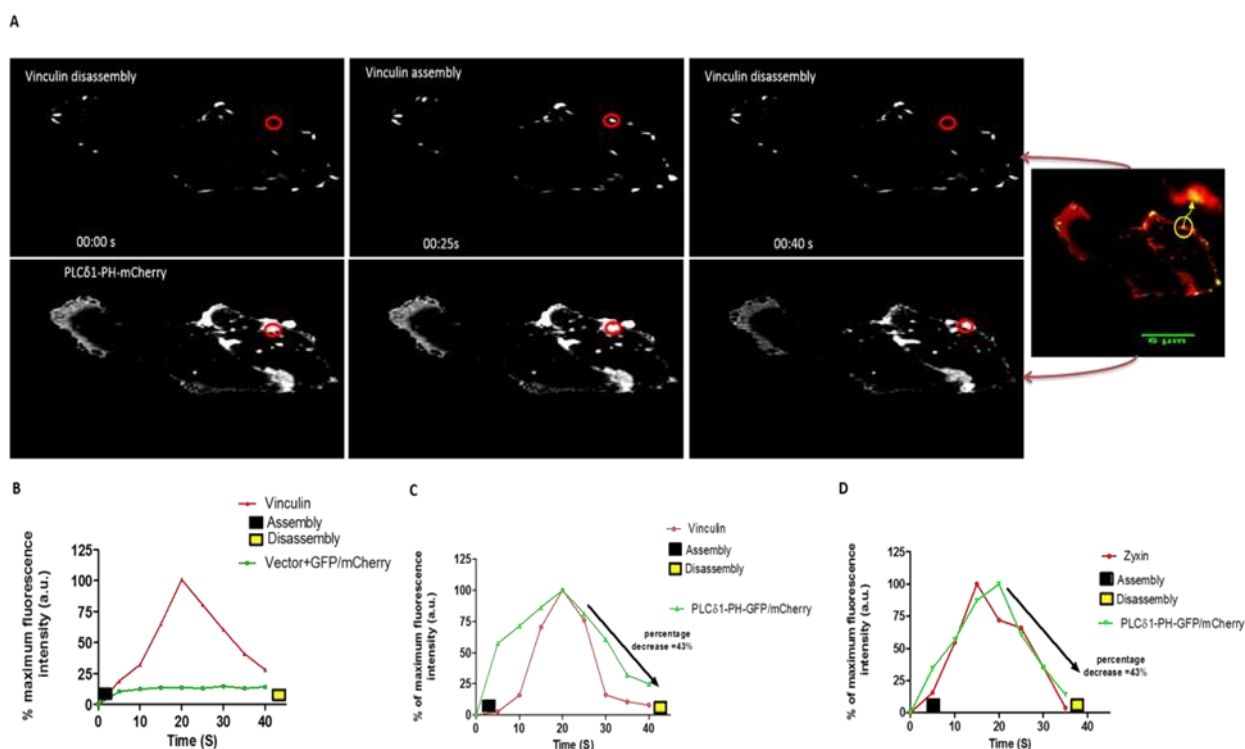 A
Vinculin disassembly
Vinculin assembly
Vinculin disassembly
00:00 s
00:25s
00:40 s
PLCδ1-PH-mCherry
6 µm
B
Vinculin
Assembly
Disassembly
Vector+GFP/mCherry
% maximum fluorescence
intensity (a.u.)
125
100
75
50
25
0
0
10
20
30
40
Time (S)
C
Vinculin
Assembly
Disassembly
PLCδ1-PH-GFP/mCherry
% of maximum fluorescence
intensity (a.u.)
125
100
75
50
25
0
percentage
decrease =43%
0
10
20
30
40
Time (S)
D
Zyxin
Assembly
Disassembly
PLCδ1-PH-GFP/mCherry
% of maximum fluorescence
intensity (a.u.)
125
100
75
50
25
0
percentage
decrease =43%
0
10
20
30
40
Time (S)